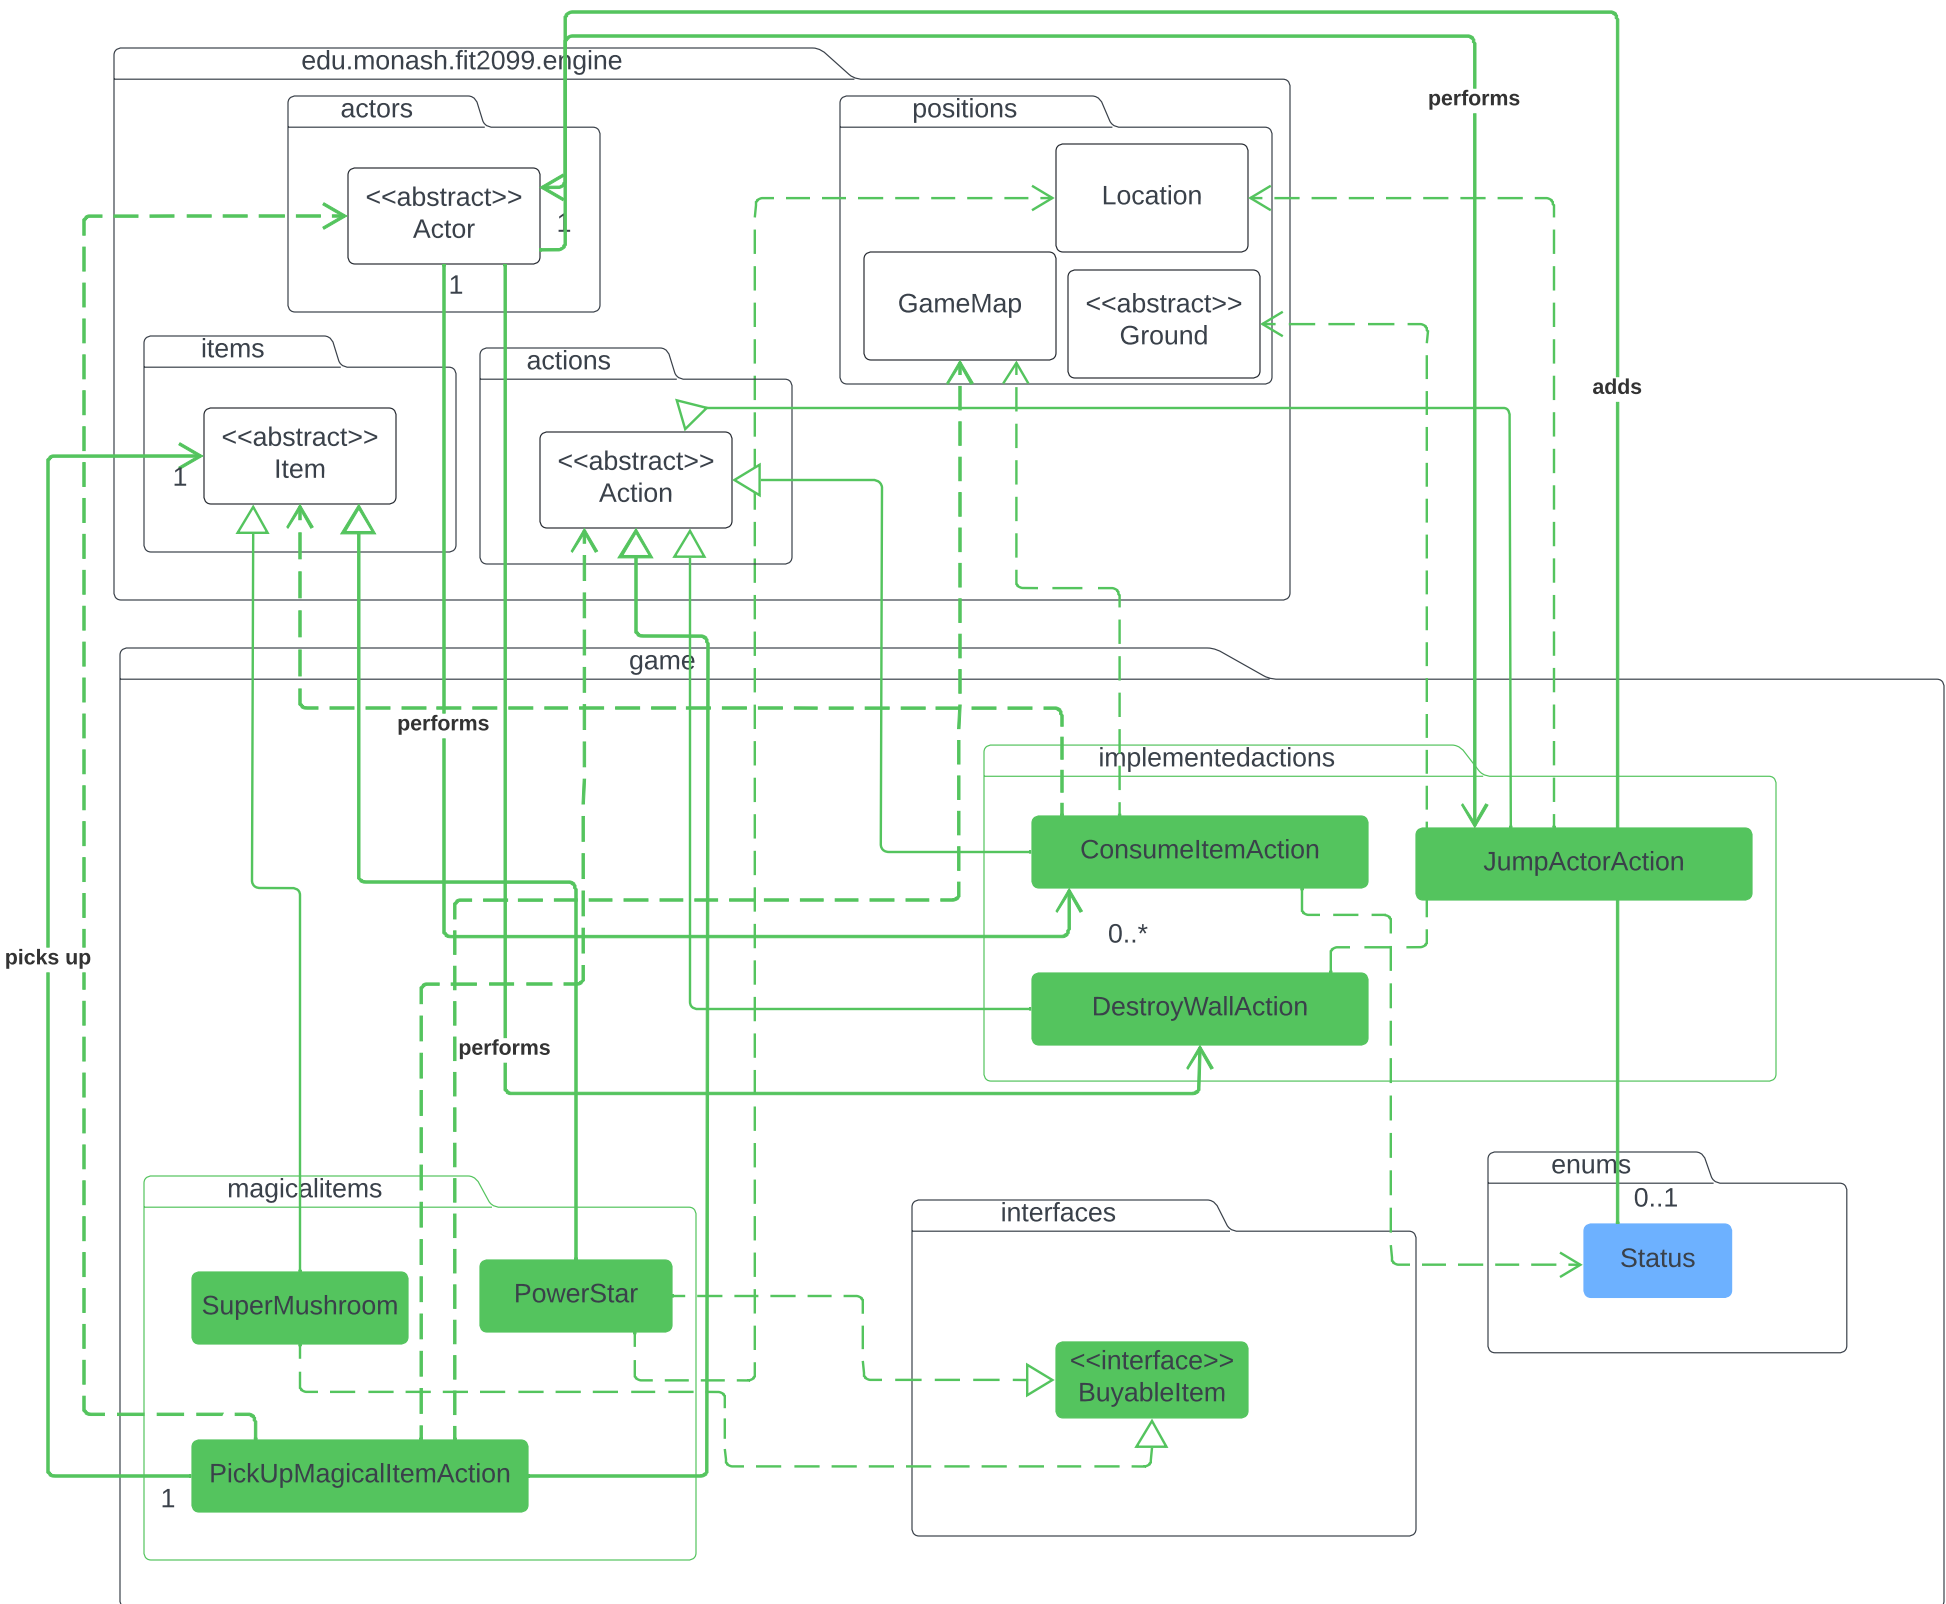 edu.monash.fit2099.engine
actors
positions
performs
<<abstract>>
Actor
1
1
Location
GameMap
<<abstract>>
Ground
items
actions
adds
<<abstract>>
Item
1
<<abstract>>
Action
game
performs
implementedactions
ConsumeItemAction
JumpActorAction
0..*
picks up
DestroyWallAction
performs
magicalitems
enums
0..1
interfaces
Status
SuperMushroom
PowerStar
<<interface>>
BuyableItem
PickUpMagicalItemAction
1